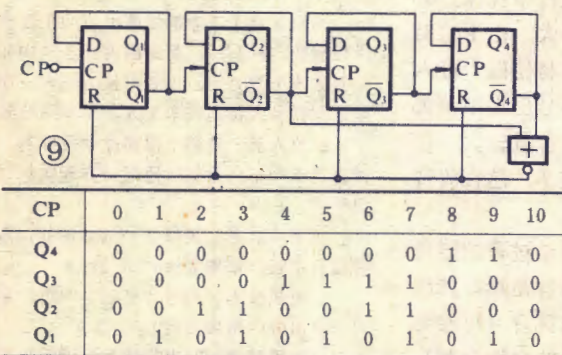 D Q₁ D Q₂ D Q₃ D Q₄
CP CP CP CP CP
R Q̅₁ R Q̅₂ R Q̅₃ R Q̅₄
+
⑨
CP 0 1 2 3 4 5 6 7 8 9 10
Q₄ 0 0 0 0 0 0 0 0 1 1 0
Q₃ 0 0 0 0 1 1 1 1 0 0 0
Q₂ 0 0 1 1 0 0 1 1 0 0 0
Q₁ 0 1 0 1 0 1 0 1 0 1 0